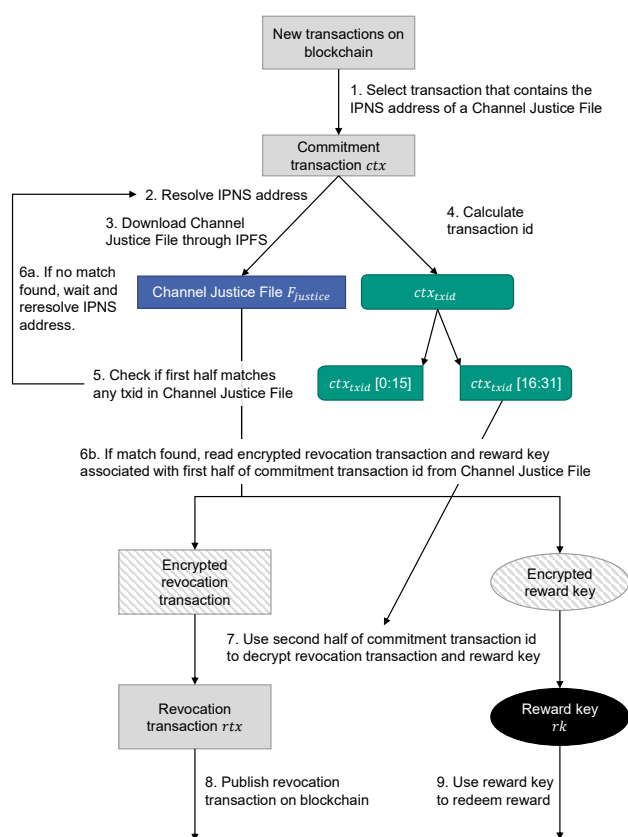 New transactions on
blockchain
1. Select transaction that contains the
IPNS address of a Channel Justice File
Commitment
transaction ctx
2. Resolve IPNS address
3. Download Channel
Justice File through IPFS
4. Calculate
transaction id
6a. If no match
found, wait and
reresolve IPNS
address.
Channel Justice File F_justice
ctx_txid
5. Check if first half matches
any txid in Channel Justice File
ctx_txid [0:15]
ctx_txid [16:31]
6b. If match found, read encrypted revocation transaction and reward key
associated with first half of commitment transaction id from Channel Justice File
Encrypted
revocation
transaction
Encrypted
reward key
7. Use second half of commitment transaction id
to decrypt revocation transaction and reward key
Revocation
transaction rtx
Reward key
rk
8. Publish revocation
transaction on blockchain
9. Use reward key
to redeem reward